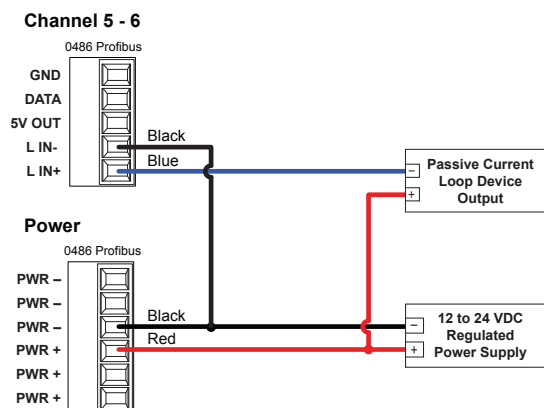 Channel 5 - 6
0486 Profibus
GND
DATA
5V OUT
L IN-
L IN+
Black
Blue
Passive Current
Loop Device
Output
−
+
Power
0486 Profibus
PWR –
PWR –
PWR –
PWR +
PWR +
PWR +
Black
Red
12 to 24 VDC
Regulated
Power Supply
−
+